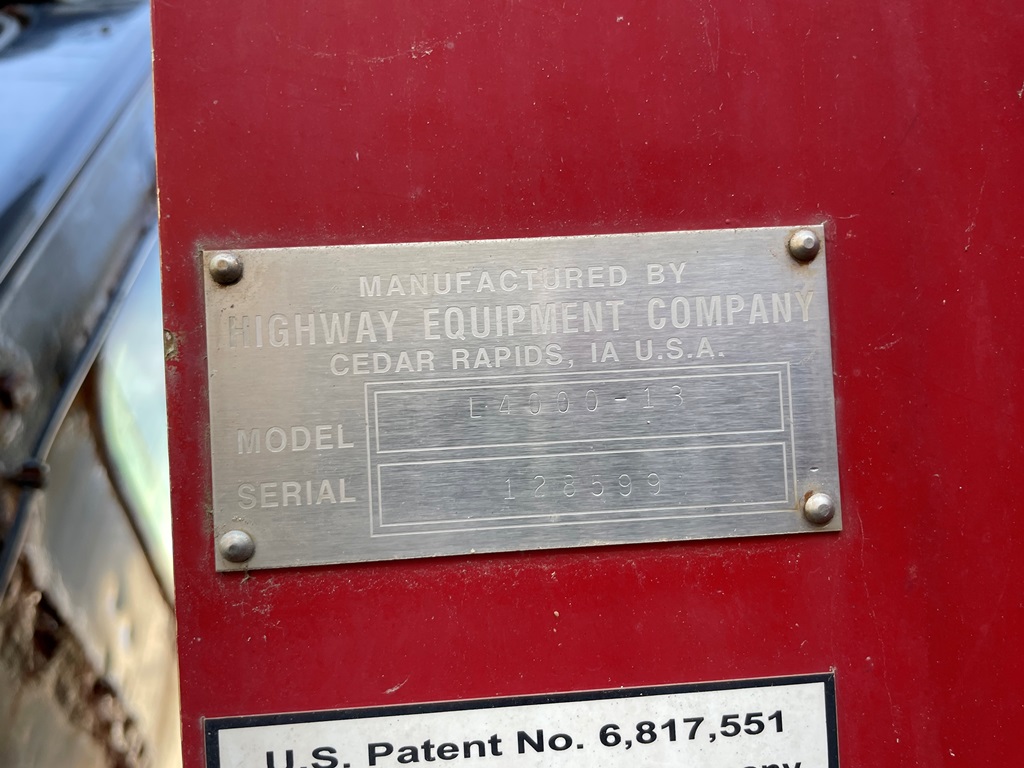 MANUFACTURED BY
HIGHWAY EQUIPMENT COMPANY
CEDAR RAPIDS, IA U.S.A.
MODEL L4000-13
SERIAL 128599
U.S. Patent No. 6,817,551